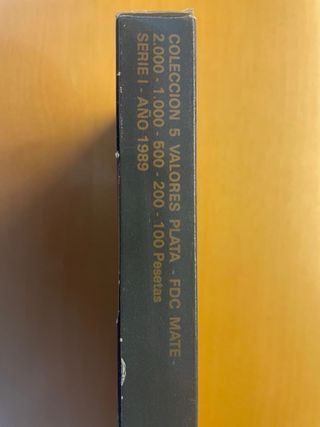 COLECCION 5 VALORES PLATA - FDC MATE -
2.000 - 1.000 - 500 - 200 - 100 Pesetas
SERIE I - AÑO 1989